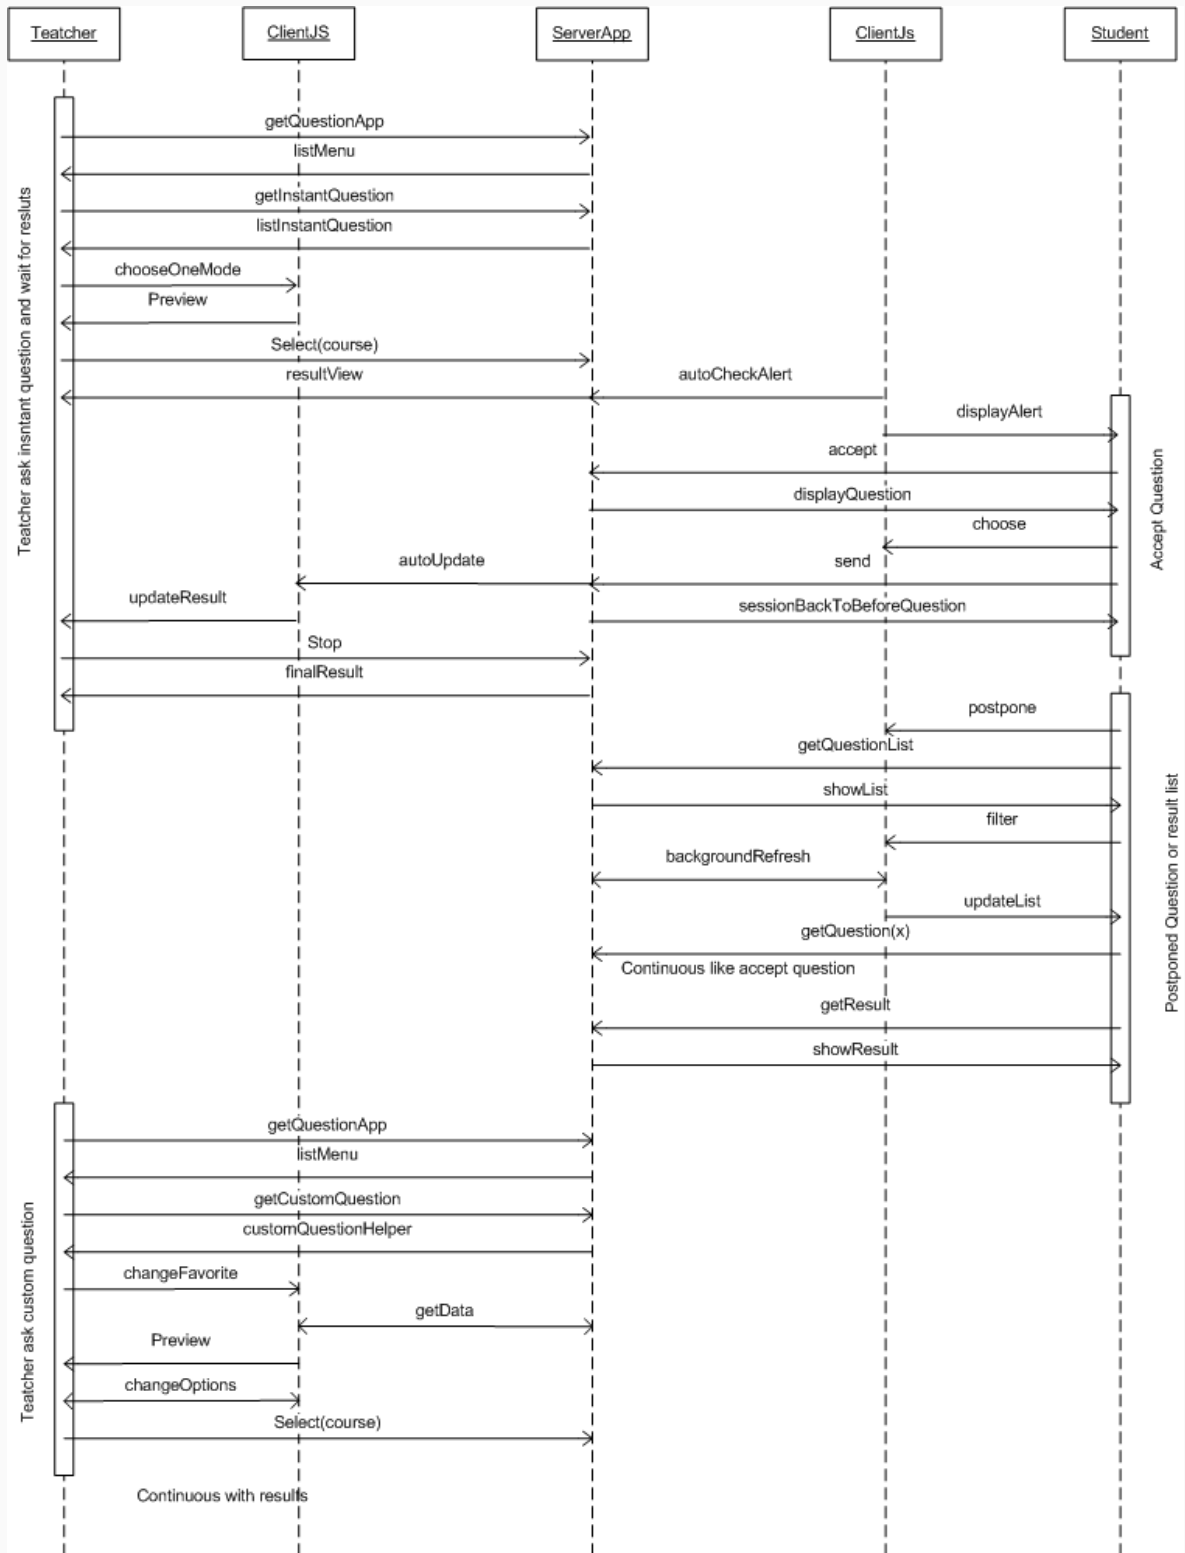 Teatcher
ClientJS
ServerApp
ClientJs
Student
getQuestionApp
listMenu
getInstantQuestion
listInstantQuestion
chooseOneMode
Preview
Select(course)
resultView
autoCheckAlert
displayAlert
accept
displayQuestion
choose
send
autoUpdate
updateResult
sessionBackToBeforeQuestion
Stop
finalResult
Teatcher ask insntant question and wait for resluts
Accept Question
postpone
getQuestionList
showList
filter
backgroundRefresh
updateList
getQuestion(x)
Continuous like accept question
getResult
showResult
Postponed Question or result list
getQuestionApp
listMenu
getCustomQuestion
customQuestionHelper
changeFavorite
getData
Preview
changeOptions
Select(course)
Teatcher ask custom question
Continuous with results